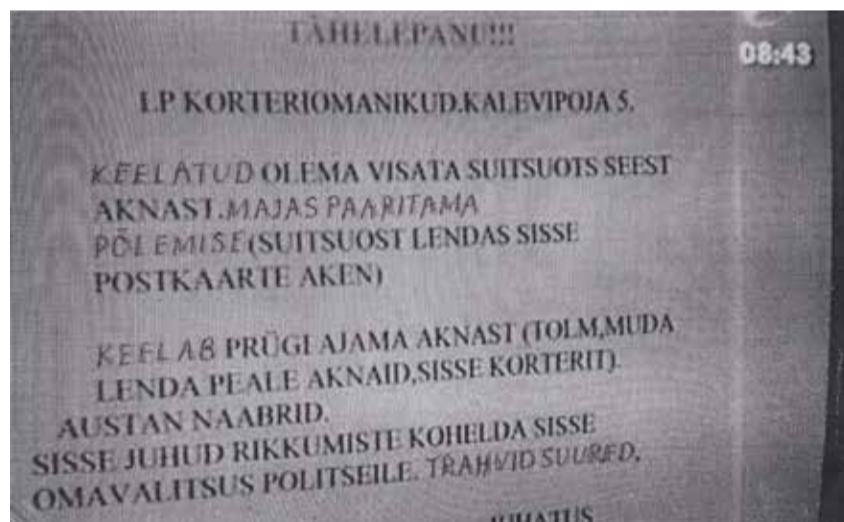 TÄHELEPANU!!!
08:43
LP KORTERIOMANIKUD.KALEVIPOJA 5.
KEELATUD OLEMA VISATA SUITSUOTS SEEST
AKNAST.MAJAS PAARITAMA
PÕLEMISE(SUITSUOST LENDAS SISSE
POSTKAARTE AKEN)
KEELAB PRÜGI AJAMA AKNAST (TOLM,MUDA
LENDA PEALE AKNAID,SISSE KORTERIT).
AUSTAN NAABRID.
SISSE JUHUD RIKKUMISTE KOHELDA SISSE
OMAVALITSUS POLITSEILE. TRAHVID SUURED.
JUHATUS